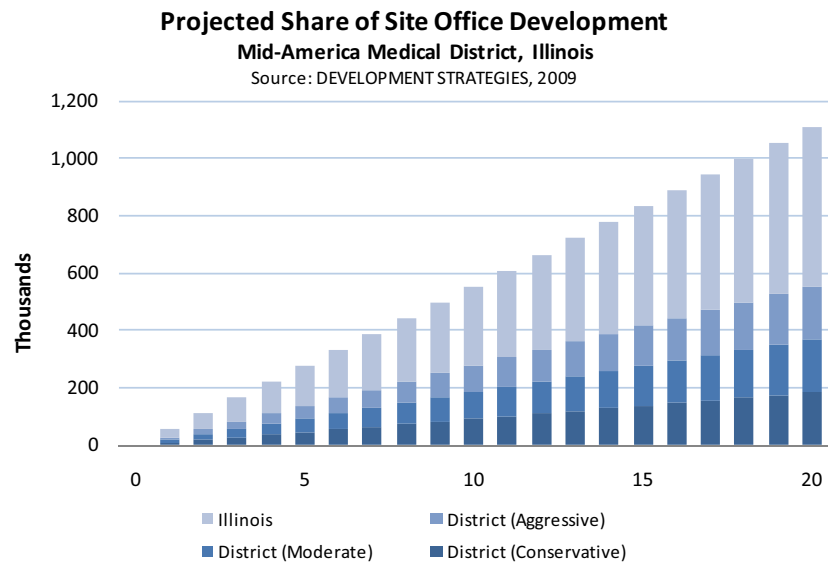 Projected Share of Site Office Development
Mid-America Medical District, Illinois
Source: DEVELOPMENT STRATEGIES, 2009
1,200
1,000
800
600
400
200
0
Thousands
0 5 10 15 20
Illinois District (Aggressive)
District (Moderate) District (Conservative)